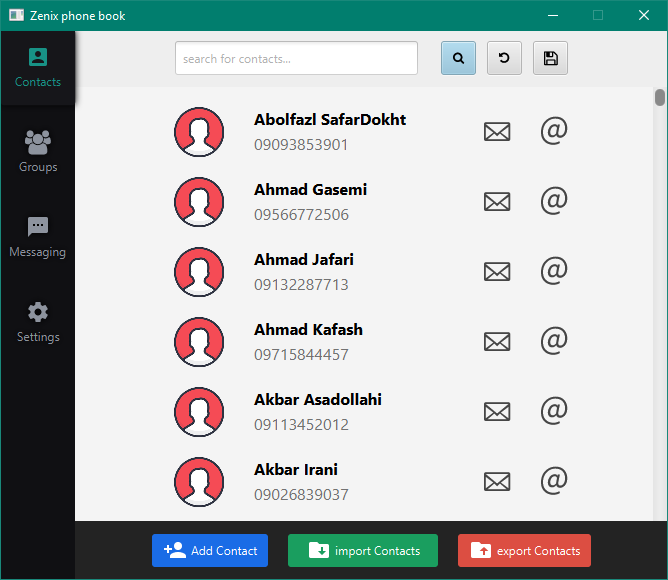 Zenix phone book
Contacts
Groups
Messaging
Settings
search for contacts...
Abolfazl SafarDokht
09093853901
@
Ahmad Gasemi
09566772506
@
Ahmad Jafari
09132287713
@
Ahmad Kafash
09715844457
@
Akbar Asadollahi
09113452012
@
Akbar Irani
09026839037
@
Add Contact
import Contacts
export Contacts